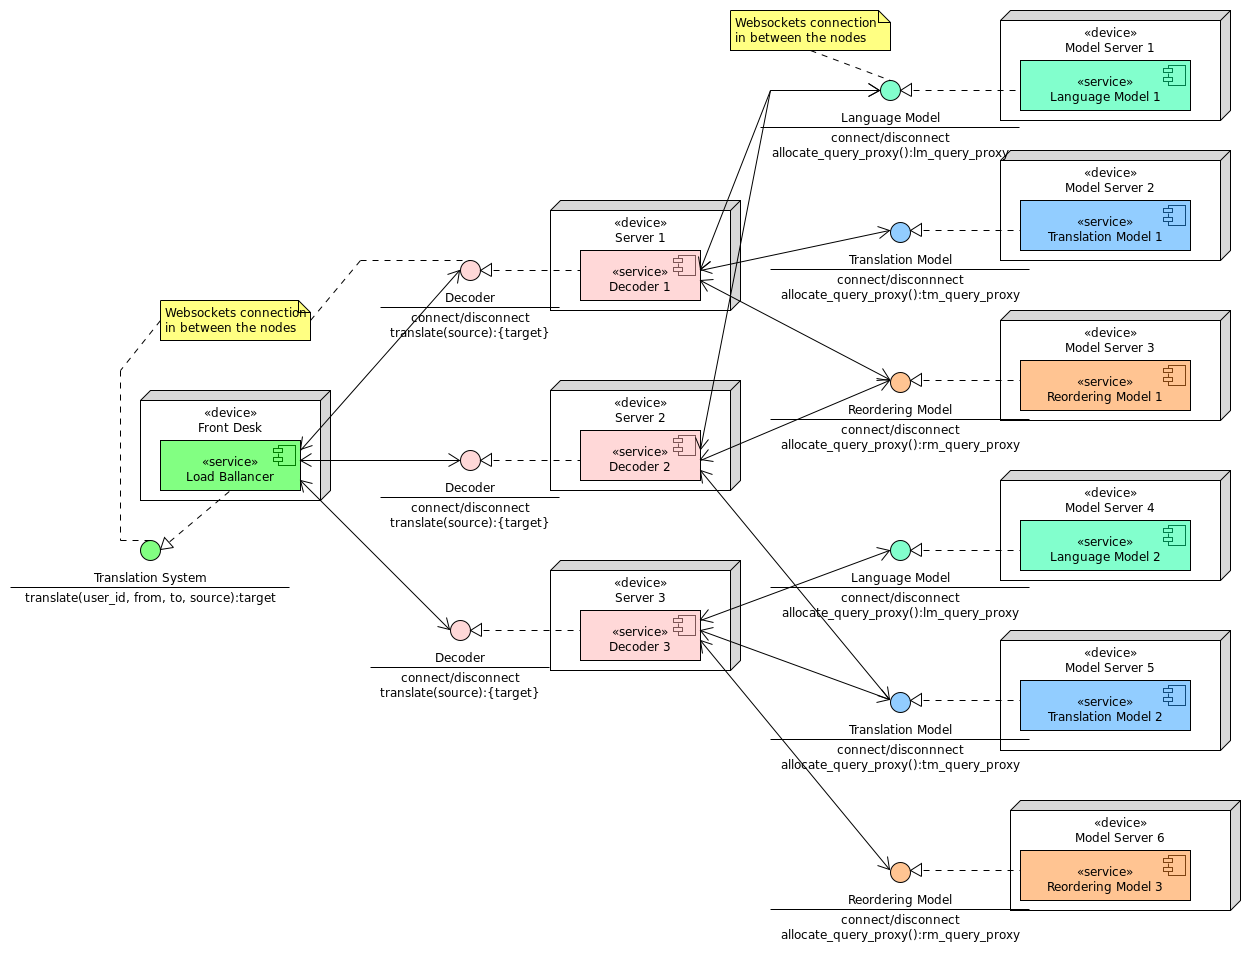 Websockets connection
in between the nodes
«device»
Model Server 1
«service»
Language Model 1
Language Model
connect/disconnect
allocate_query_proxy():lm_query_proxy
«device»
Model Server 2
«service»
Translation Model 1
Translation Model
connect/disconnnect
allocate_query_proxy():tm_query_proxy
«device»
Server 1
«service»
Decoder 1
Decoder
connect/disconnect
translate(source):{target}
Websockets connection
in between the nodes
«device»
Model Server 3
«service»
Reordering Model 1
Reordering Model
connect/disconnect
allocate_query_proxy():rm_query_proxy
«device»
Front Desk
«service»
Load Ballancer
«device»
Server 2
«service»
Decoder 2
Decoder
connect/disconnect
translate(source):{target}
«device»
Model Server 4
«service»
Language Model 2
Language Model
connect/disconnect
allocate_query_proxy():lm_query_proxy
Translation System
translate(user_id, from, to, source):target
«device»
Server 3
«service»
Decoder 3
Decoder
connect/disconnect
translate(source):{target}
«device»
Model Server 5
«service»
Translation Model 2
Translation Model
connect/disconnnect
allocate_query_proxy():tm_query_proxy
«device»
Model Server 6
«service»
Reordering Model 3
Reordering Model
connect/disconnect
allocate_query_proxy():rm_query_proxy